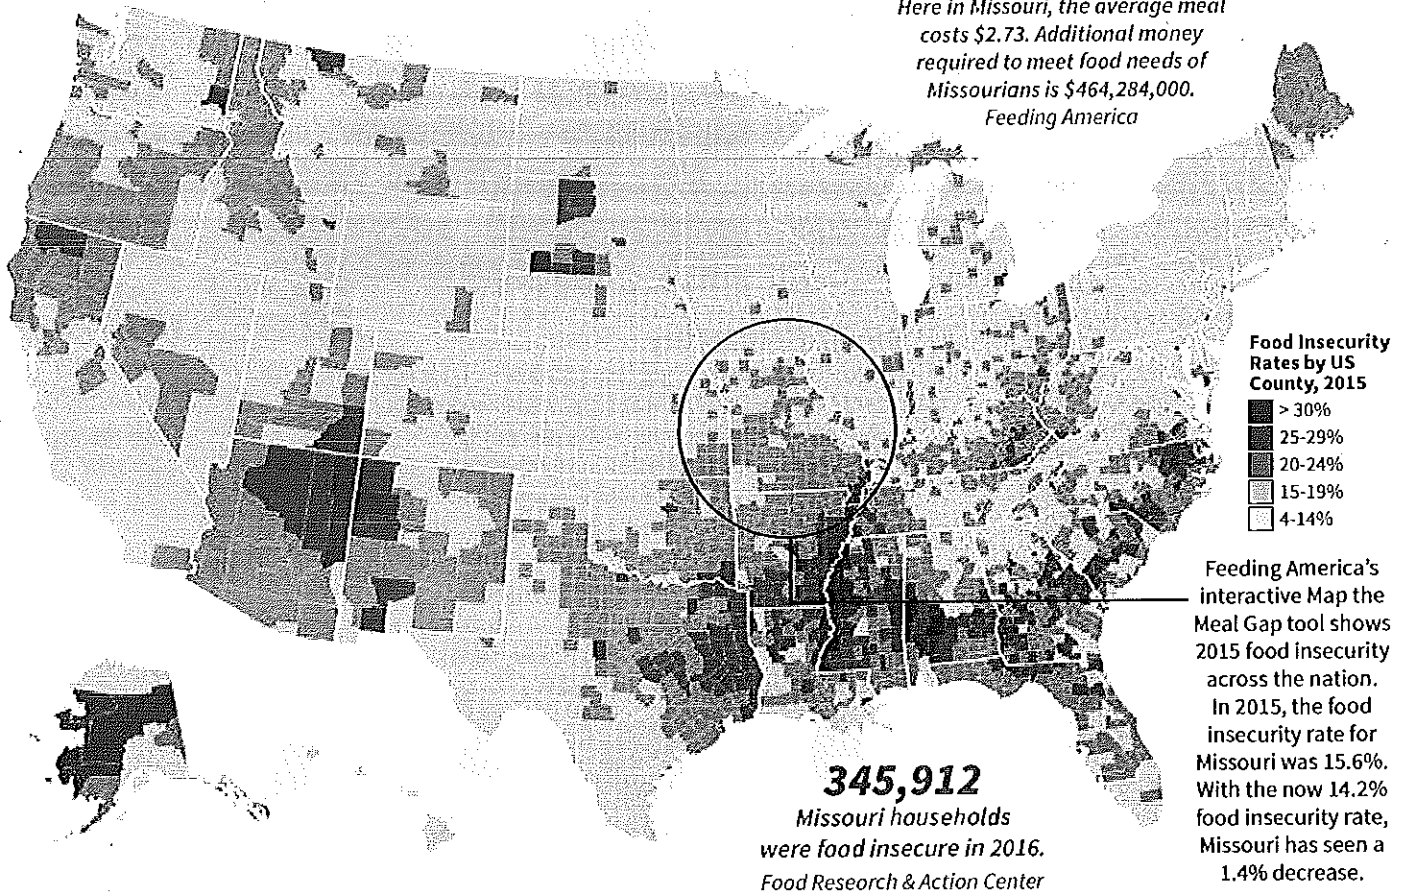 Here in Missouri, the average meal
costs $2.73. Additional money
required to meet food needs of
Missourians is $464,284,000.
Feeding America
Food Insecurity
Rates by US
County, 2015
> 30%
25-29%
20-24%
15-19%
4-14%
Feeding America's
interactive Map the
Meal Gap tool shows
2015 food insecurity
across the nation.
In 2015, the food
insecurity rate for
Missouri was 15.6%.
With the now 14.2%
food insecurity rate,
Missouri has seen a
1.4% decrease.
345,912
Missouri households
were food insecure in 2016.
Food Research & Action Center